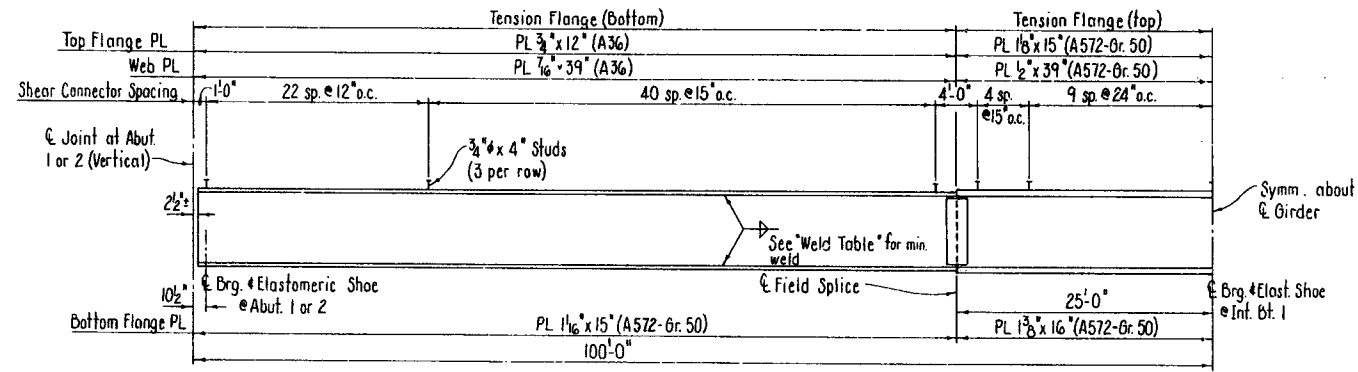 Tension Flange (Bottom)
Tension Flange (top)
Top Flange PL
PL 3/4" x 12" (A36)
PL 1 1/8" x 15" (A572-Gr. 50)
Web PL
PL 7/16" x 39" (A36)
PL 1/2" x 39" (A572-Gr. 50)
Shear Connector Spacing
1'-0"
22 sp. @ 12" o.c.
40 sp. @ 15" o.c.
4'-0"
4 sp.
@ 15" o.c.
9 sp. @ 24" o.c.
℄ Joint at Abut.
1 or 2 (Vertical)
3/4" ϕ x 4" Studs
(3 per row)
Symm. about
℄ Girder
2 1/2" ±
See "Weld Table" for min.
weld
℄ Brg. & Elastomeric Shoe
@ Abut. 1 or 2
10 1/2"
℄ Field Splice
25'-0"
℄ Brg. & Elast. Shoe
@ Int. Bt. 1
Bottom Flange PL
PL 1 1/16" x 15" (A572-Gr. 50)
PL 1 3/8" x 16" (A572-Gr. 50)
100'-0"